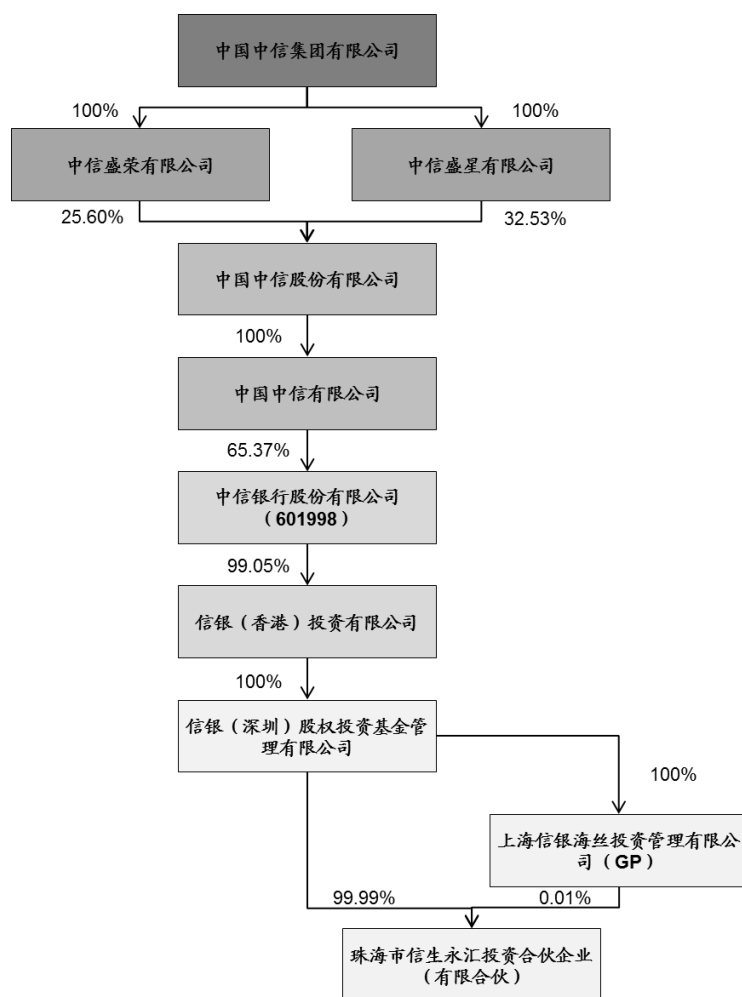 中国中信集团有限公司
100%
100%
中信盛荣有限公司
中信盛星有限公司
25.60%
32.53%
中国中信股份有限公司
100%
中国中信有限公司
65.37%
中信银行股份有限公司
（601998）
99.05%
信银（香港）投资有限公司
100%
信银（深圳）股权投资基金管
理有限公司
100%
上海信银海丝投资管理有限公
司（GP）
99.99%
0.01%
珠海市信生永汇投资合伙企业
（有限合伙）